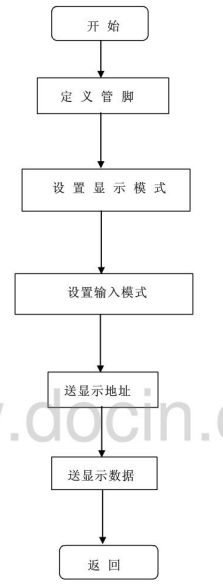 开 始
定 义 管 脚
设 置 显 示 模 式
设置输入模式
送显示地址
.docin.
送显示数据
返 回